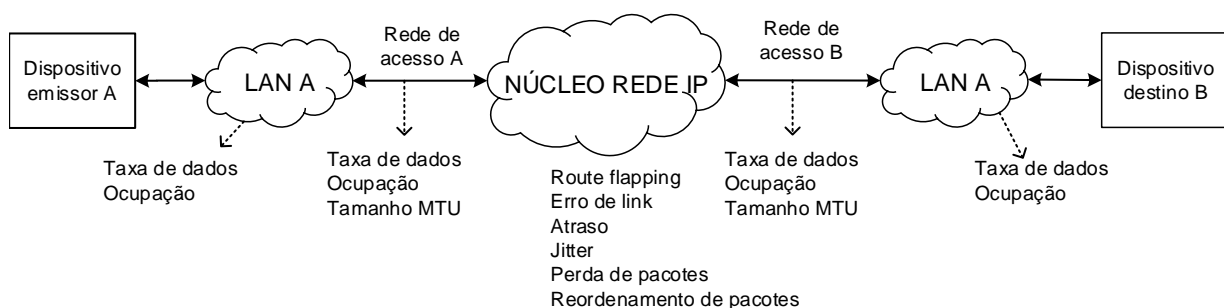 Dispositivo
emissor A
LAN A
Rede de
acesso A
NÚCLEO REDE IP
Rede de
acesso B
LAN A
Dispositivo
destino B
Taxa de dados
Ocupação
Taxa de dados
Ocupação
Tamanho MTU
Route flapping
Erro de link
Atraso
Jitter
Perda de pacotes
Reordenamento de pacotes
Taxa de dados
Ocupação
Tamanho MTU
Taxa de dados
Ocupação